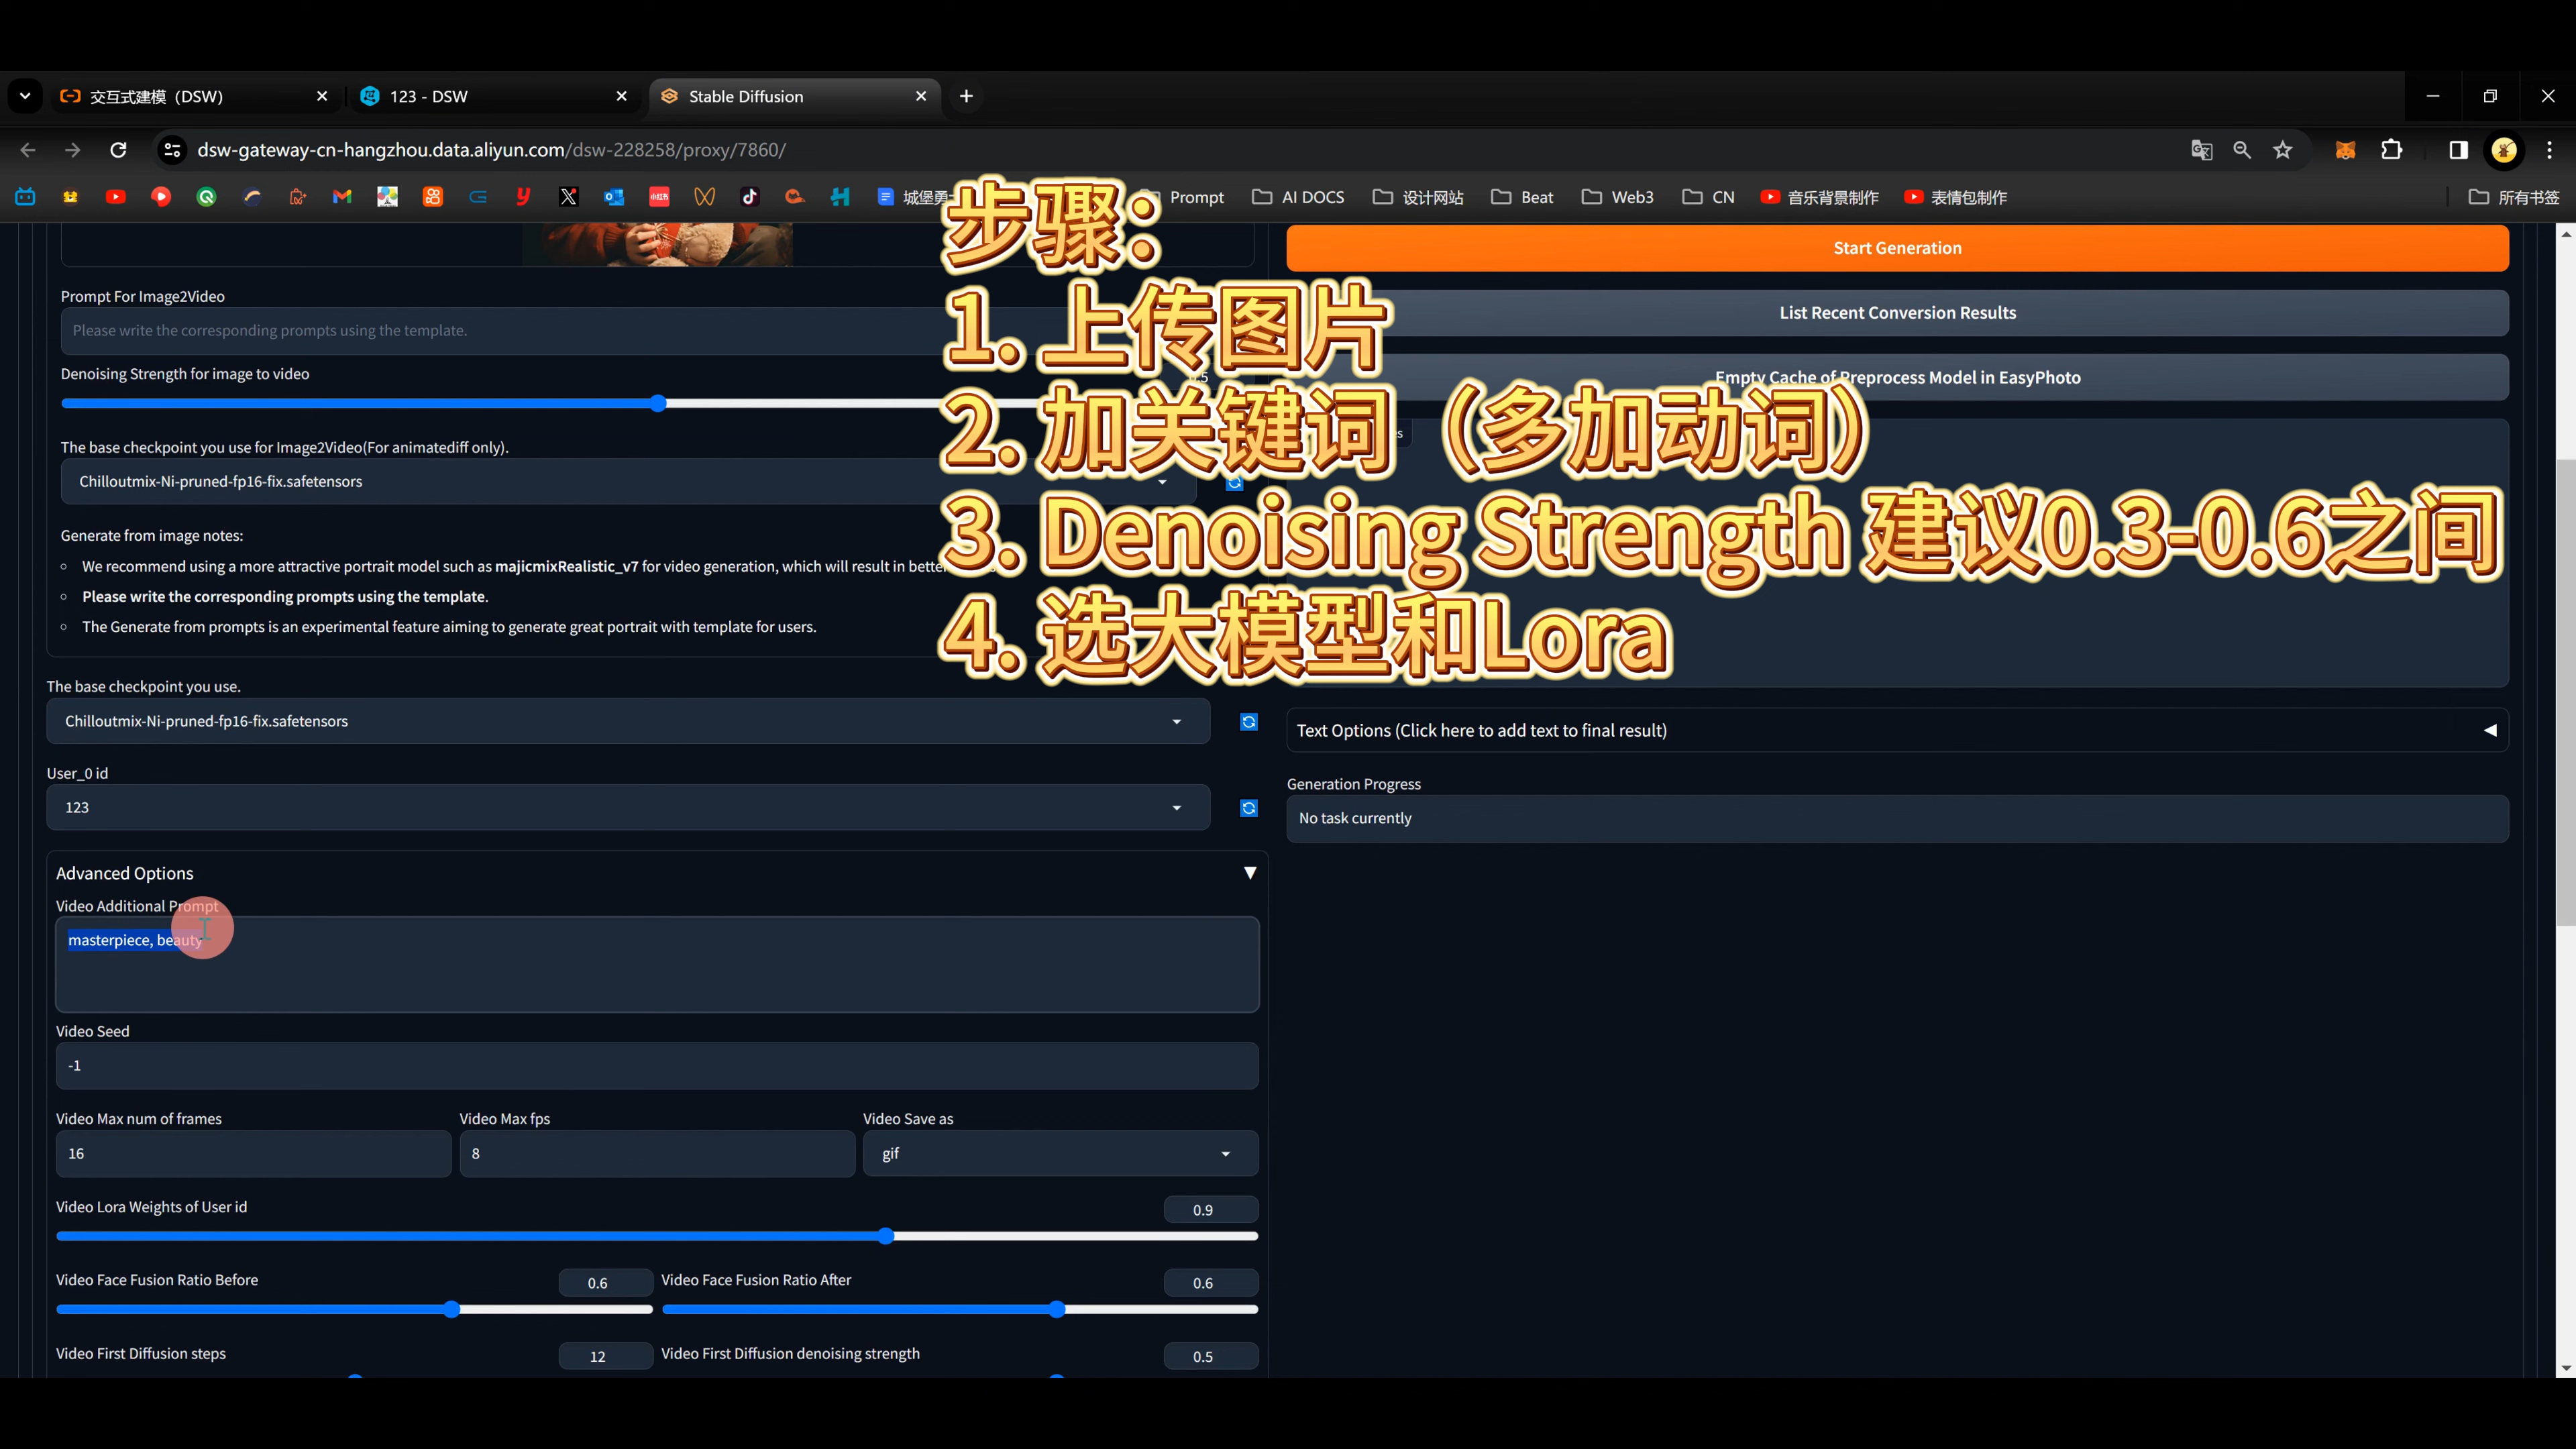 交互式建模（DSW）
123 - DSW
Stable Diffusion
dsw-gateway-cn-hangzhou.data.aliyun.com/dsw-228258/proxy/7860/
Prompt
AI DOCS
设计网站
Beat
Web3
CN
音乐背景制作
表情包制作
所有书签
步骤：
1. 上传图片
2. 加关键词（多加动词）
3. Denoising Strength 建议0.3-0.6之间
4. 选大模型和Lora
Prompt For Image2Video
Please write the corresponding prompts using the template.
Denoising Strength for image to video
The base checkpoint you use for Image2Video(For animatediff only).
Chilloutmix-Ni-pruned-fp16-fix.safetensors
Generate from image notes:
We recommend using a more attractive portrait model such as majicmixRealistic_v7 for video generation, which will result in
Please write the corresponding prompts using the template.
The Generate from prompts is an experimental feature aiming to generate great portrait with template for users.
The base checkpoint you use.
Chilloutmix-Ni-pruned-fp16-fix.safetensors
User_0 id
123
Advanced Options
Video Additional Prompt
masterpiece, beauty
Video Seed
-1
Video Max num of frames
Video Max fps
Video Save as
16
8
gif
Video Lora Weights of User id
0.9
Video Face Fusion Ratio Before
0.6
Video Face Fusion Ratio After
0.6
Video First Diffusion steps
12
Video First Diffusion denoising strength
0.5
Start Generation
List Recent Conversion Results
Empty Cache of Preprocess Model in EasyPhoto
Text Options (Click here to add text to final result)
Generation Progress
No task currently